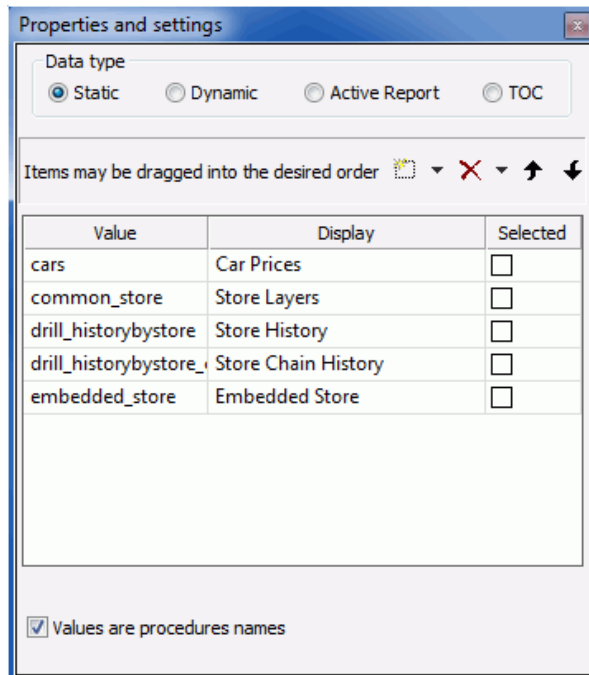 Properties and settings
Data type
Static Dynamic Active Report TOC
Items may be dragged into the desired order
Value Display Selected
cars Car Prices
common_store Store Layers
drill_historybystore Store History
drill_historybystore_ Store Chain History
embedded_store Embedded Store
Values are procedures names